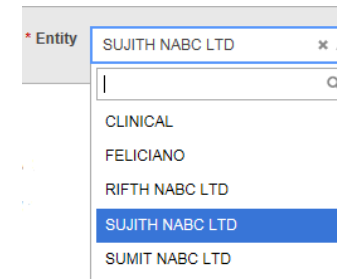 * Entity
SUJITH NABC LTD
CLINICAL
FELICIANO
RIFTH NABC LTD
SUJITH NABC LTD
SUMIT NABC LTD